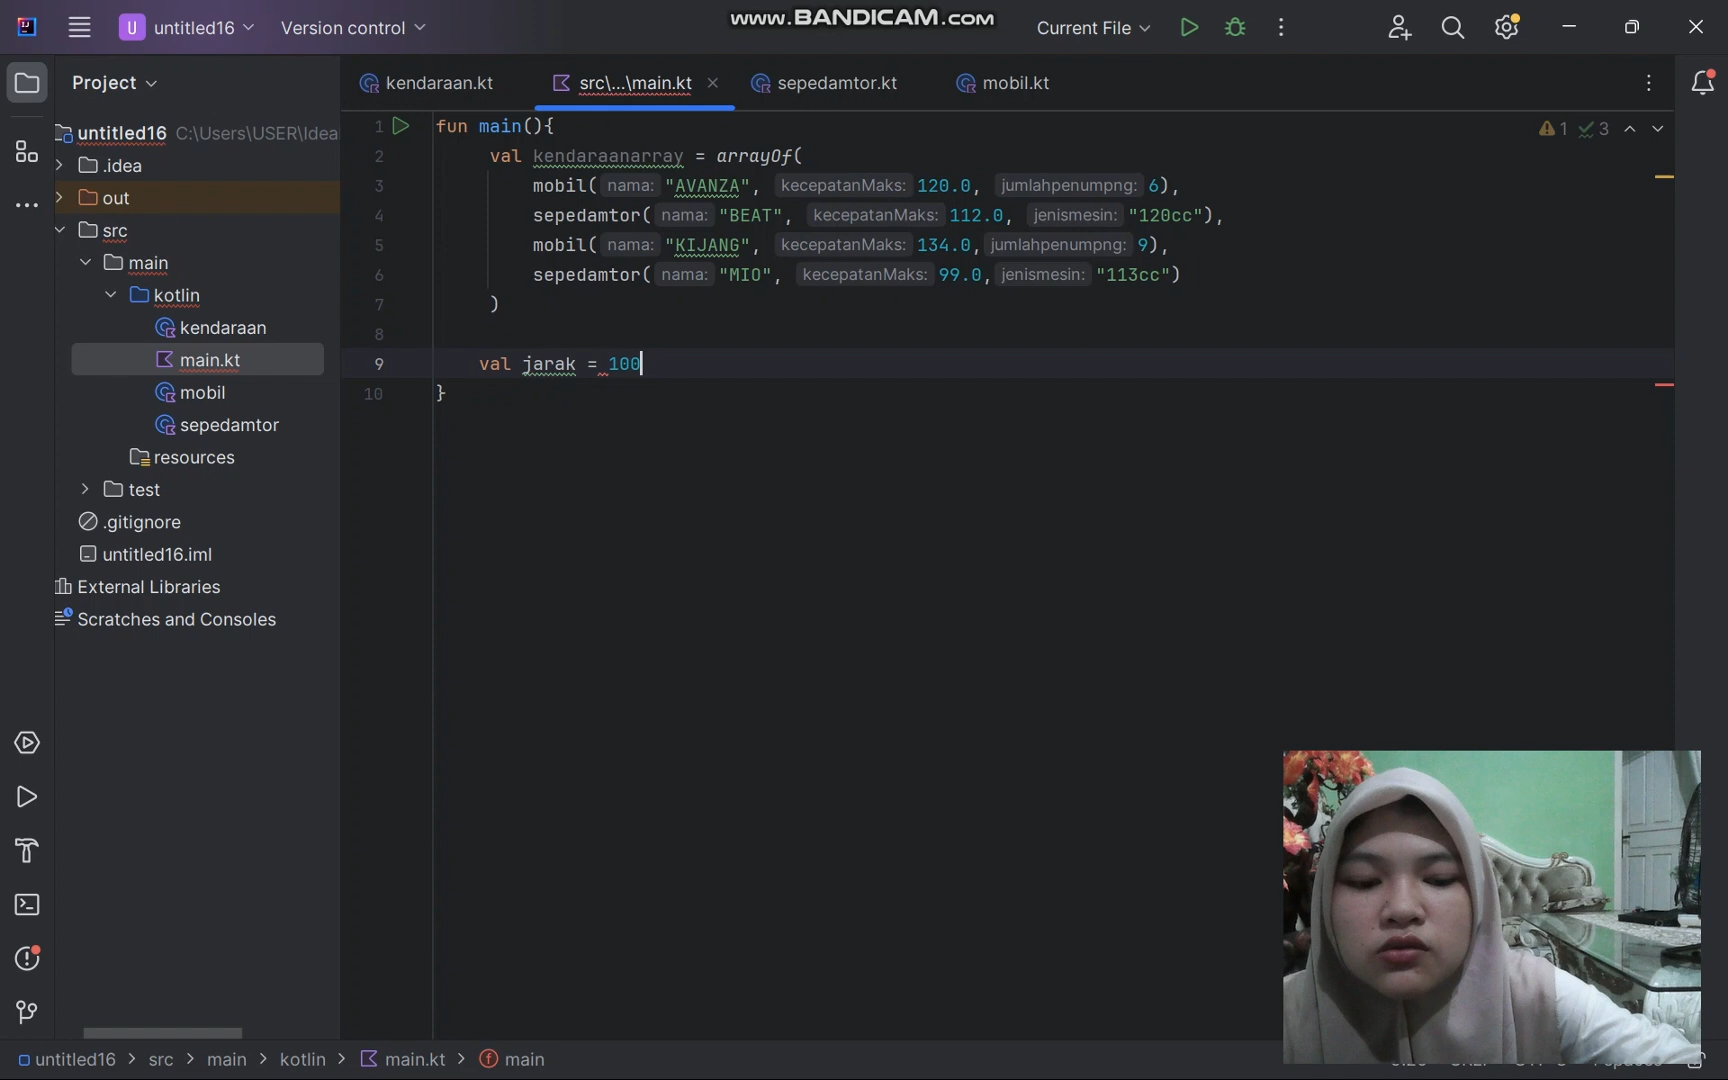 U untitled16 Version control
www.BANDICAM.com
Current File
Project
kendaraan.kt src\...\main.kt sepedamtor.kt mobil.kt
untitled16 C:\Users\USER\Idea
.idea
out
src
main
kotlin
kendaraan
main.kt
mobil
sepedamtor
resources
test
.gitignore
untitled16.iml
External Libraries
Scratches and Consoles
1 fun main(){
2 val kendaraanarray = arrayOf(
3 mobil( nama: "AVANZA", kecepatanMaks: 120.0, jumlahpenumpng: 6),
4 sepedamtor( nama: "BEAT", kecepatanMaks: 112.0, jenismesin: "120cc"),
5 mobil( nama: "KIJANG", kecepatanMaks: 134.0, jumlahpenumpng: 9),
6 sepedamtor( nama: "MIO", kecepatanMaks: 99.0, jenismesin: "113cc")
7 )
8
9 val jarak = 100
10 }
1 3
untitled16 > src > main > kotlin > main.kt > main